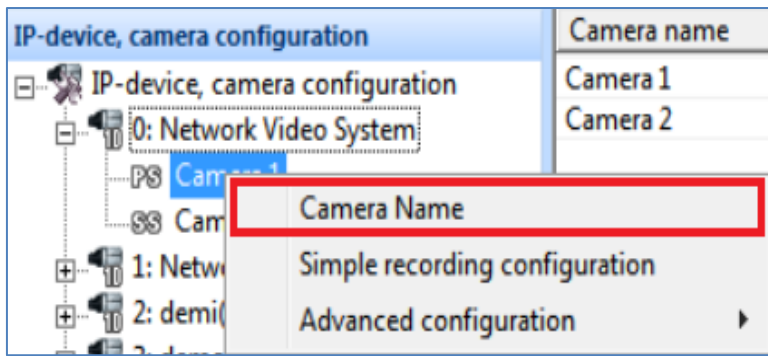 IP-device, camera configuration
Camera name
IP-device, camera configuration
Camera 1
0: Network Video System
Camera 2
PS
SS Cam
Camera Name
1: Netw
Simple recording configuration
2: demi(
Advanced configuration